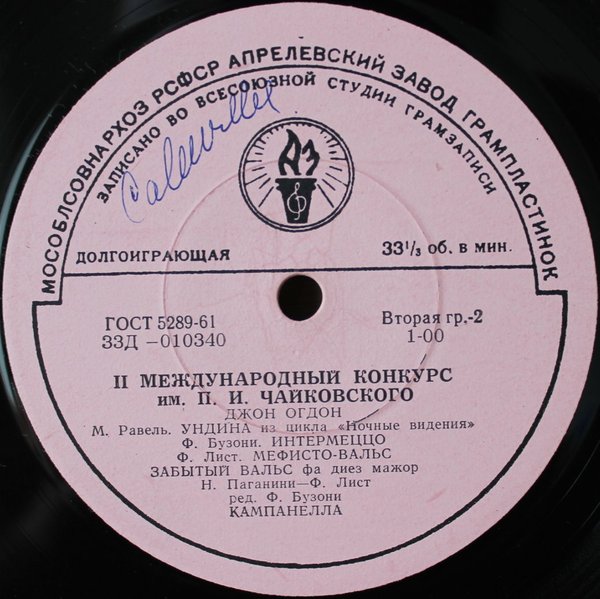 МОСОБЛСОВНАРХОЗ РСФСР АПРЕЛЕВСКИЙ ЗАВОД ГРАМПЛАСТИНОК
ЗАПИСАНО ВО ВСЕСОЮЗНОЙ СТУДИИ ГРАМЗАПИСИ
АЗ
ДОЛГОИГРАЮЩАЯ 33⅓ об. в мин.
ГОСТ 5289-61 Вторая гр.-2
33Д —010340 1-00
II МЕЖДУНАРОДНЫЙ КОНКУРС
им. П. И. ЧАЙКОВСКОГО
ДЖОН ОГДОН
М. Равель. УНДИНА из цикла «Ночные видения»
Ф. Бузони. ИНТЕРМЕЦЦО
Ф. Лист. МЕФИСТО-ВАЛЬС
ЗАБЫТЫЙ ВАЛЬС фа диез мажор
Н. Паганини—Ф. Лист
ред. Ф. Бузони
КАМПАНЕЛЛА